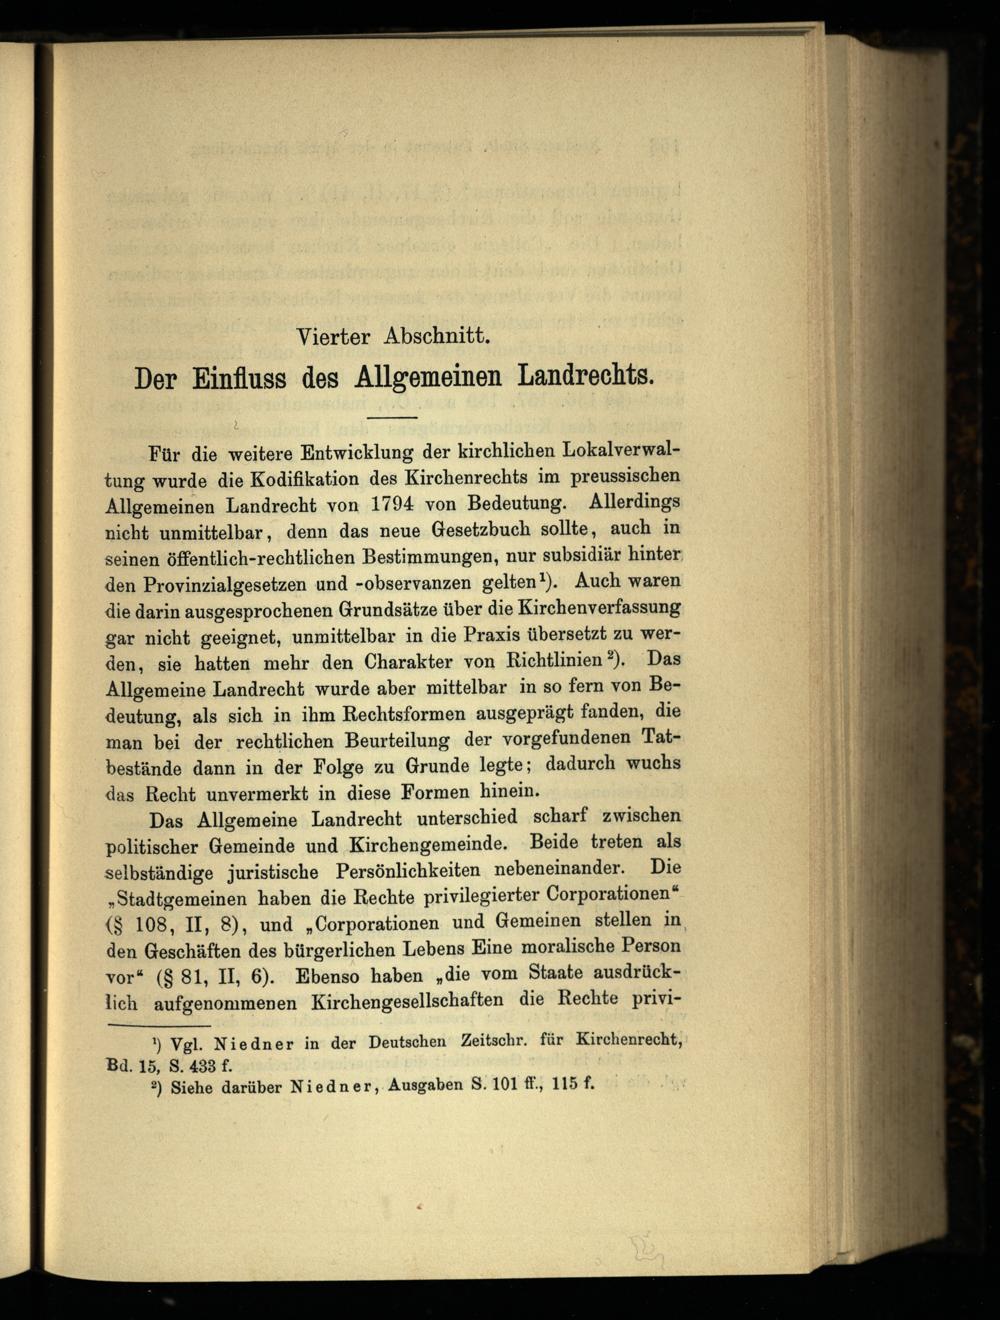 Vierter Abschnitt.
Der Einfluss des Allgemeinen Landrechts.
Für die weitere Entwicklung der kirchlichen Lokalverwal-
tung wurde die Kodifikation des Kirchenrechts im preussischen
Allgemeinen Landrecht von 1794 von Bedeutung. Allerdings
nicht unmittelbar, denn das neue Gesetzbuch sollte, auch in
seinen öffentlich-rechtlichen Bestimmungen, nur subsidiär hinter
den Provinzialgesetzen und -observanzen gelten¹). Auch waren
die darin ausgesprochenen Grundsätze über die Kirchenverfassung
gar nicht geeignet, unmittelbar in die Praxis übersetzt zu wer-
den, sie hatten mehr den Charakter von Richtlinien²). Das
Allgemeine Landrecht wurde aber mittelbar in so fern von Be-
deutung, als sich in ihm Rechtsformen ausgeprägt fanden, die
man bei der rechtlichen Beurteilung der vorgefundenen Tat-
bestände dann in der Folge zu Grunde legte; dadurch wuchs
das Recht unvermerkt in diese Formen hinein.
Das Allgemeine Landrecht unterschied scharf zwischen
politischer Gemeinde und Kirchengemeinde. Beide treten als
selbständige juristische Persönlichkeiten nebeneinander. Die
„Stadtgemeinen haben die Rechte privilegierter Corporationen“
(§ 108, II, 8), und „Corporationen und Gemeinen stellen in
den Geschäften des bürgerlichen Lebens Eine moralische Person
vor“ (§ 81, II, 6). Ebenso haben „die vom Staate ausdrück-
lich aufgenommenen Kirchengesellschaften die Rechte privi-
¹) Vgl. Niedner in der Deutschen Zeitschr. für Kirchenrecht,
Bd. 15, S. 433 f.
²) Siehe darüber Niedner, Ausgaben S. 101 ff., 115 f.